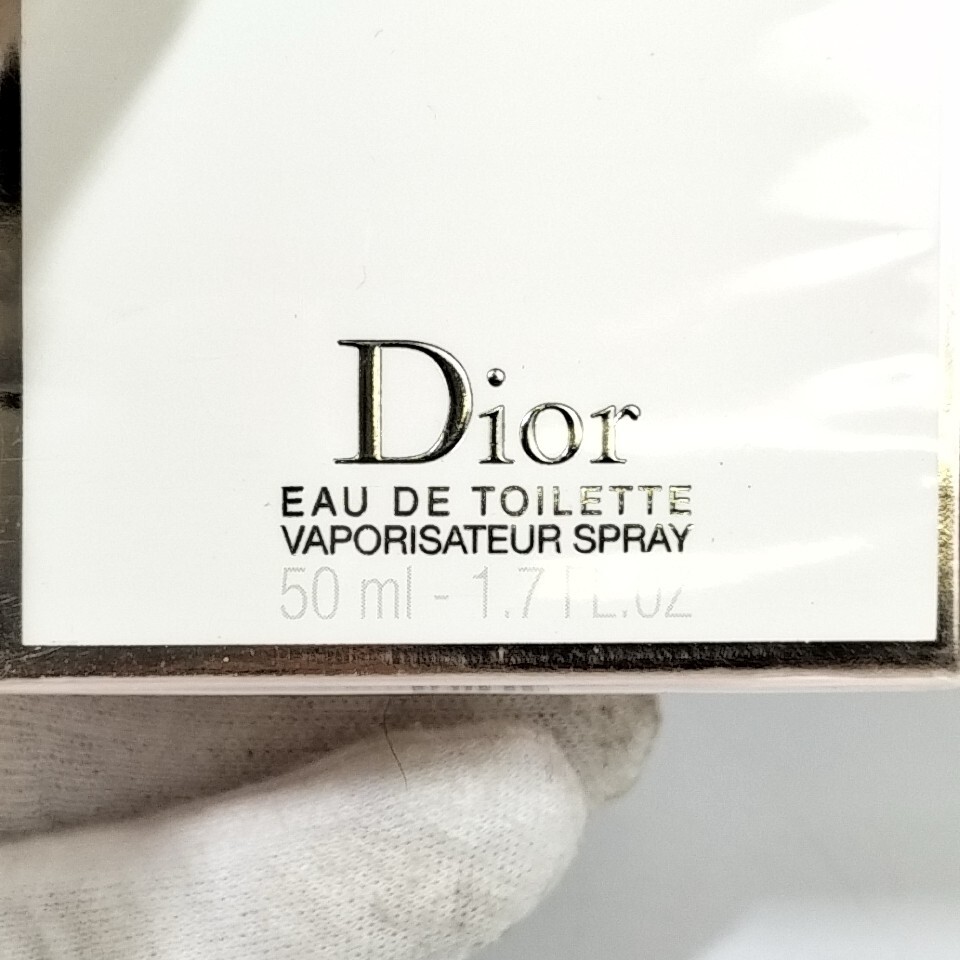 Dior
EAU DE TOILETTE
VAPORISATEUR SPRAY
50 ml - 1.7 FL.OZ